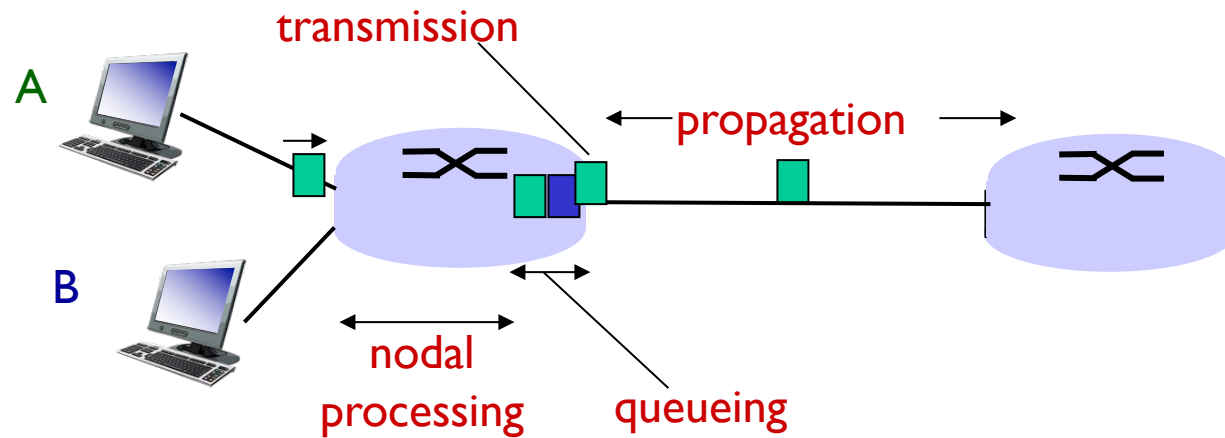 transmission
A
propagation
B
nodal
processing
queueing